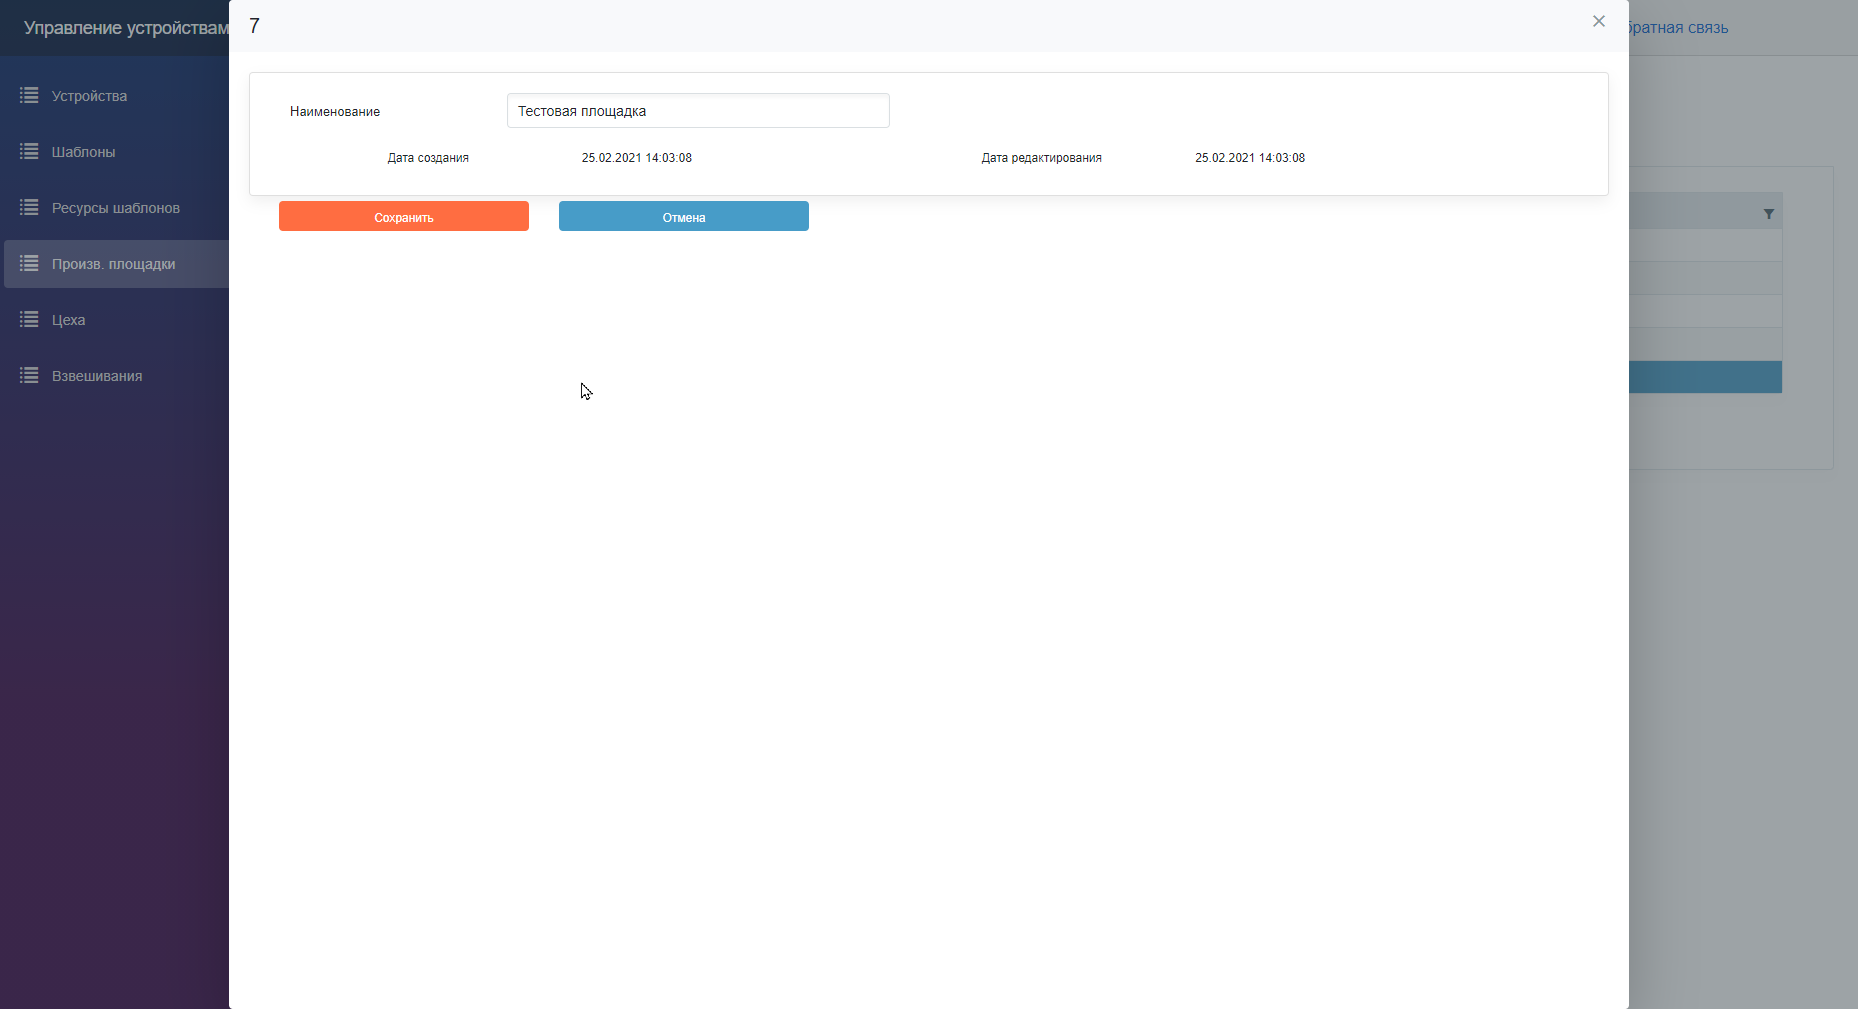 Управление устройствам
7
братная связь
Устройства
Шаблоны
Ресурсы шаблонов
Произв. площадки
Цеха
Взвешивания
Наименование
Тестовая площадка
Дата создания
25.02.2021 14:03:08
Дата редактирования
25.02.2021 14:03:08
Сохранить
Отмена